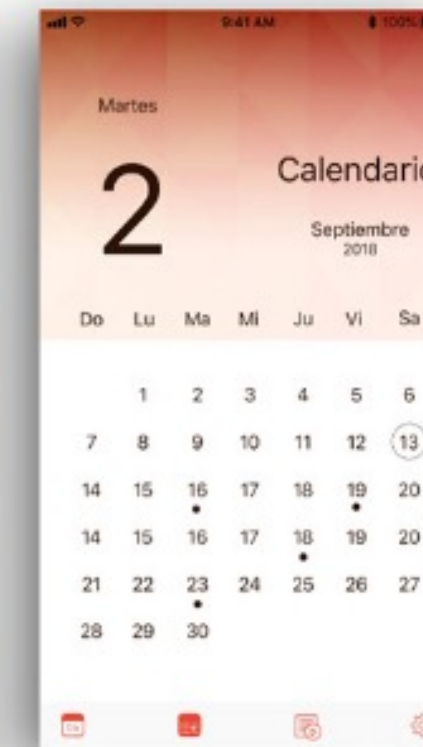 9:41 AM 100%
Martes
2
Calendario
Septiembre
2018
Do Lu Ma Mi Ju Vi Sa
1 2 3 4 5 6
7 8 9 10 11 12 13
14 15 16 17 18 19 20
14 15 16 17 18 19 20
21 22 23 24 25 26 27
28 29 30